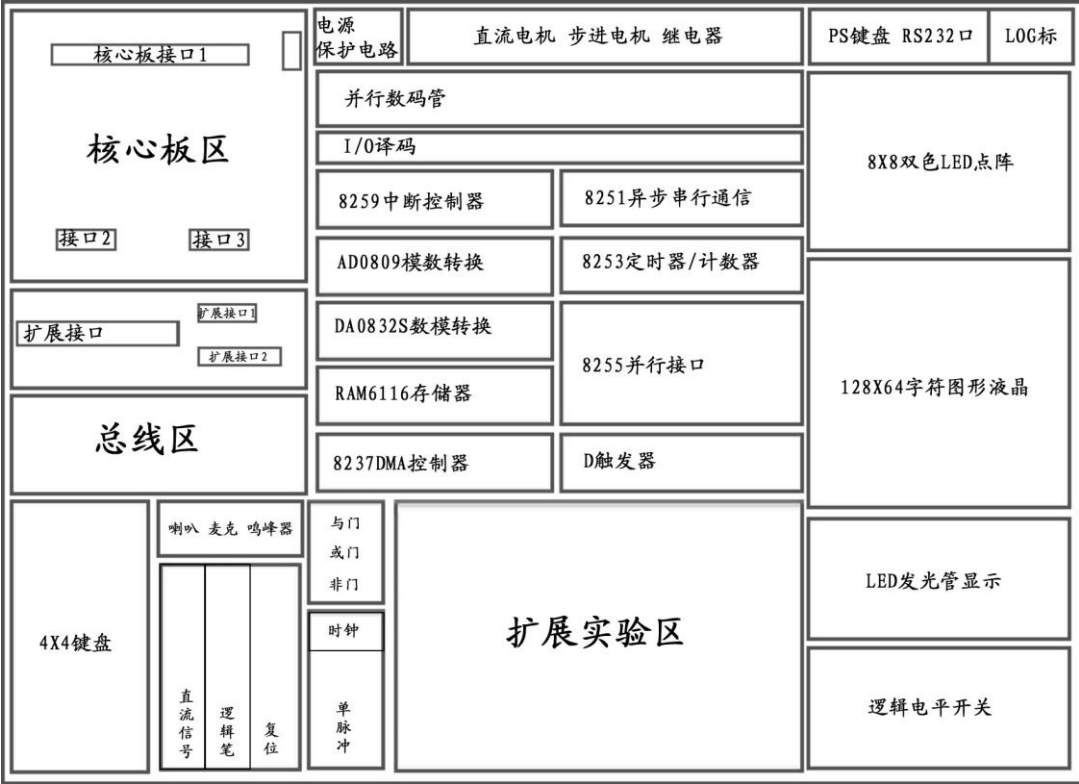 核心板接口1
核心板区
接口2
接口3
电源
保护电路
直流电机 步进电机 继电器
PS键盘 RS232口
LOG标
并行数码管
I/O译码
8259中断控制器
8251异步串行通信
AD0809模数转换
8253定时器/计数器
DA0832S数模转换
8255并行接口
RAM6116存储器
8237DMA控制器
D触发器
8X8双色LED点阵
128X64字符图形液晶
扩展接口
扩展接口1
扩展接口2
总线区
4X4键盘
喇叭 麦克 鸣峰器
直流信号
逻辑笔
复位
与门
或门
非门
时钟
单脉冲
扩展实验区
LED发光管显示
逻辑电平开关